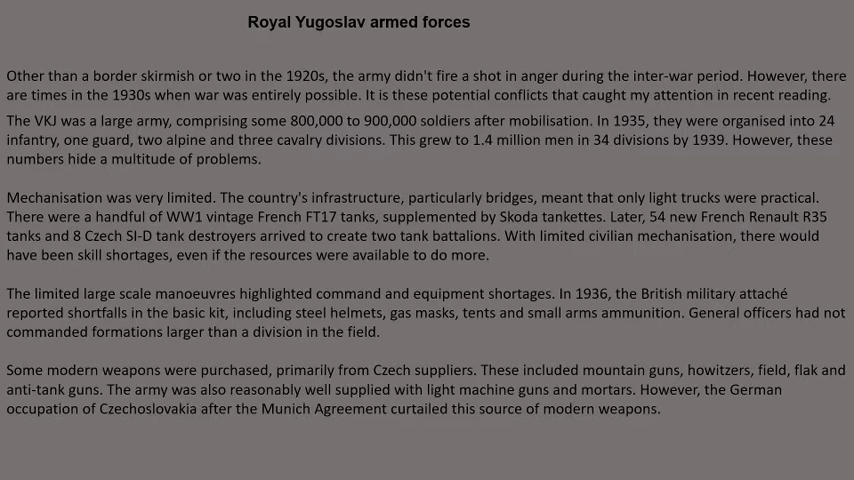 Royal Yugoslav armed forces
Other than a border skirmish or two in the 1920s, the army didn't fire a shot in anger during the inter-war period. However, there
are times in the 1930s when war was entirely possible. It is these potential conflicts that caught my attention in recent reading.
The VKJ was a large army, comprising some 800,000 to 900,000 soldiers after mobilisation. In 1935, they were organised into 24
infantry, one guard, two alpine and three cavalry divisions. This grew to 1.4 million men in 34 divisions by 1939. However, these
numbers hide a multitude of problems.
Mechanisation was very limited. The country's infrastructure, particularly bridges, meant that only light trucks were practical.
There were a handful of WW1 vintage French FT17 tanks, supplemented by Skoda tankettes. Later, 54 new French Renault R35
tanks and 8 Czech SI-D tank destroyers arrived to create two tank battalions. With limited civilian mechanisation, there would
have been skill shortages, even if the resources were available to do more.
The limited large scale manoeuvres highlighted command and equipment shortages. In 1936, the British military attaché
reported shortfalls in the basic kit, including steel helmets, gas masks, tents and small arms ammunition. General officers had not
commanded formations larger than a division in the field.
Some modern weapons were purchased, primarily from Czech suppliers. These included mountain guns, howitzers, field, flak and
anti-tank guns. The army was also reasonably well supplied with light machine guns and mortars. However, the German
occupation of Czechoslovakia after the Munich Agreement curtailed this source of modern weapons.